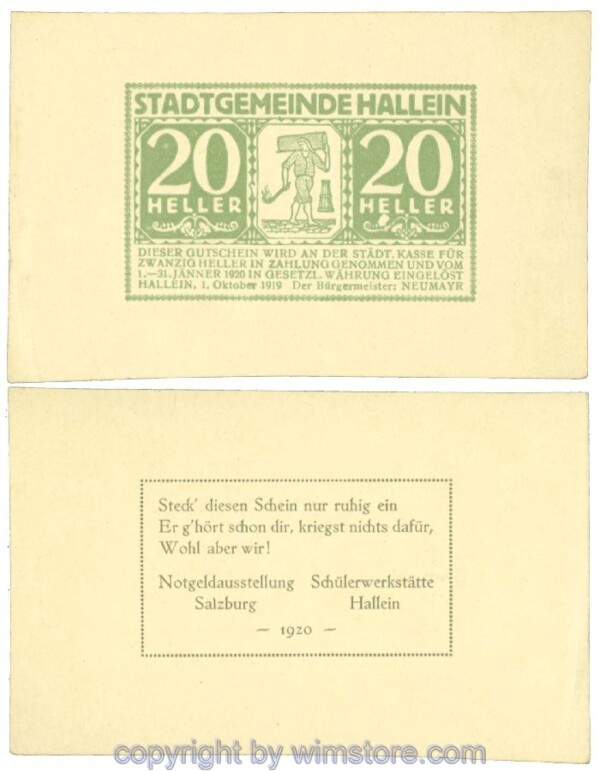 STADTGEMEINDE HALLEIN
20 20
HELLER HELLER
DIESER GUTSCHEIN WIRD AN DER STÄDT. KASSE FÜR
ZWANZIG HELLER IN ZAHLUNG GENOMMEN UND VOM
1.—31. JÄNNER 1920 IN GESETZL. WÄHRUNG EINGELÖST
HALLEIN, 1. Oktober 1919 Der Bürgermeister: NEUMAYR
Steck' diesen Schein nur ruhig ein
Er g'hört schon dir, kriegst nichts dafür,
Wohl aber wir!
Notgeldausstellung Schülerwerkstätte
Salzburg Hallein
— 1920 —
copyright by wimstore.com